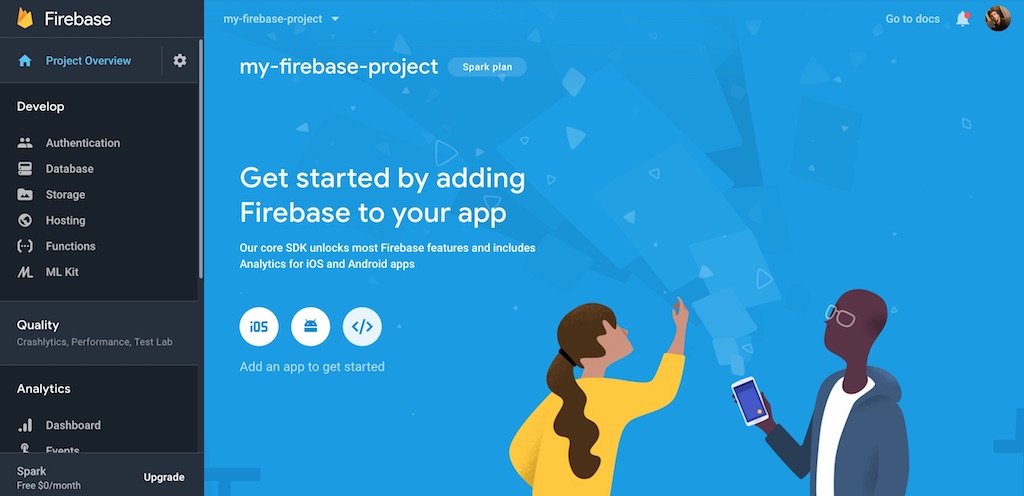 Firebase
Project Overview
Develop
Authentication
Database
Storage
Hosting
Functions
ML Kit
Quality
Crashlytics, Performance, Test Lab
Analytics
Dashboard
Events
Spark
Free $0/month
Upgrade
my-firebase-project
Go to docs
my-firebase-project
Spark plan
Get started by adding
Firebase to your app
Our core SDK unlocks most Firebase features and includes
Analytics for iOS and Android apps
iOS
Add an app to get started